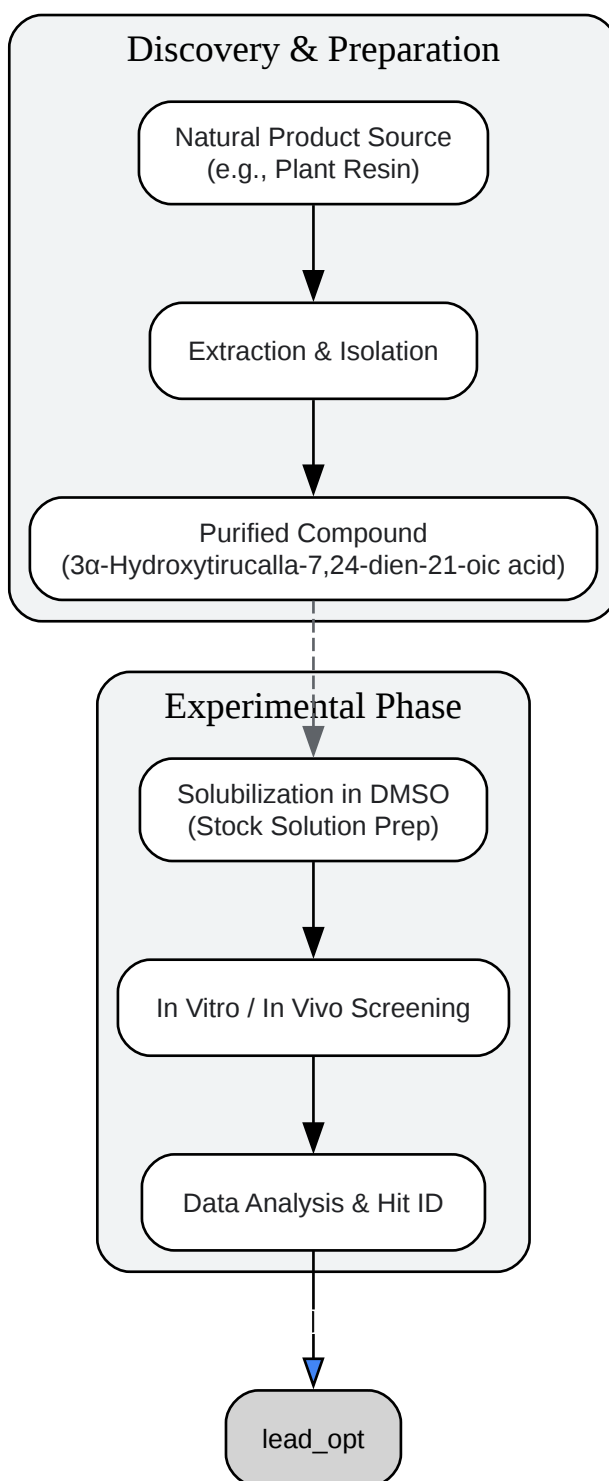 Discovery & Preparation
Natural Product Source
(e.g., Plant Resin)
Extraction & Isolation
Purified Compound
(3α-Hydroxytirucalla-7,24-dien-21-oic acid)
Experimental Phase
Solubilization in DMSO
(Stock Solution Prep)
In Vitro / In Vivo Screening
Data Analysis & Hit ID
lead_opt